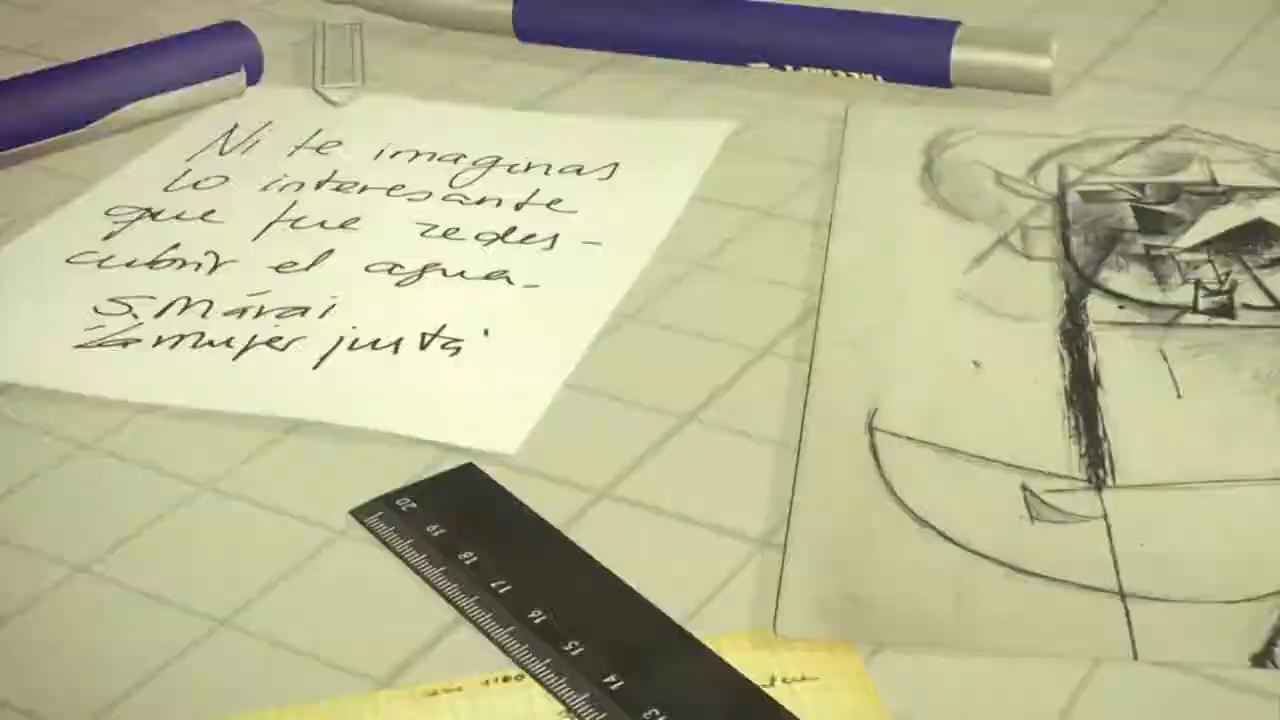 Ni te imaginas
lo interesante
que fue redes-
cubrir el agua.
S. Márai
"La mujer justa"
20 19 18 17 16 15 14 13